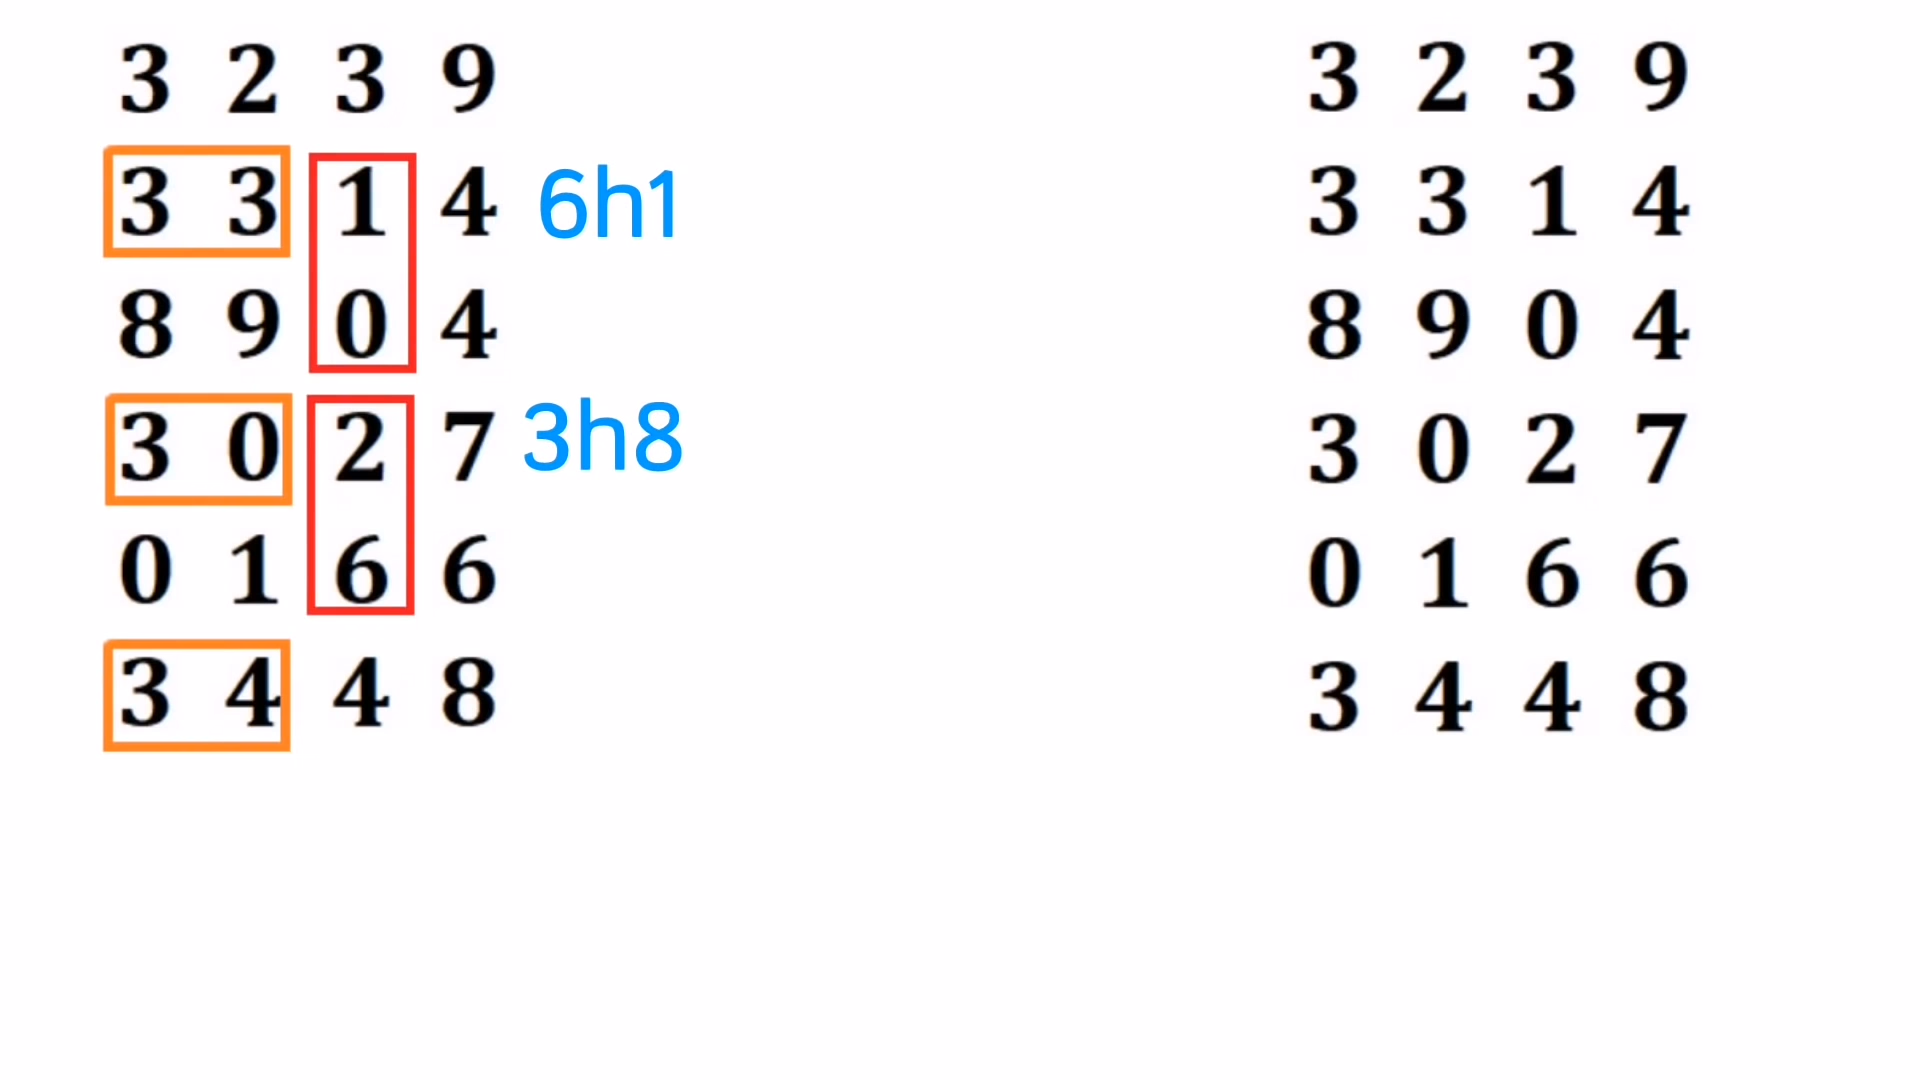 3 2 3 9
3 3 1 4 6h1
8 9 0 4
3 0 2 7 3h8
0 1 6 6
3 4 4 8
3 2 3 9
3 3 1 4
8 9 0 4
3 0 2 7
0 1 6 6
3 4 4 8